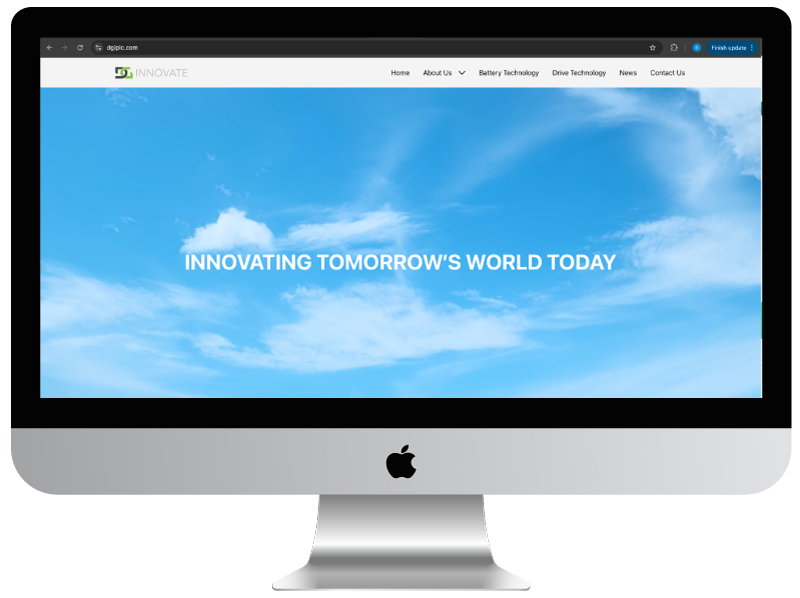 dgiplc.com
Finish update
DG INNOVATE
Home About Us Battery Technology Drive Technology News Contact Us
INNOVATING TOMORROW'S WORLD TODAY